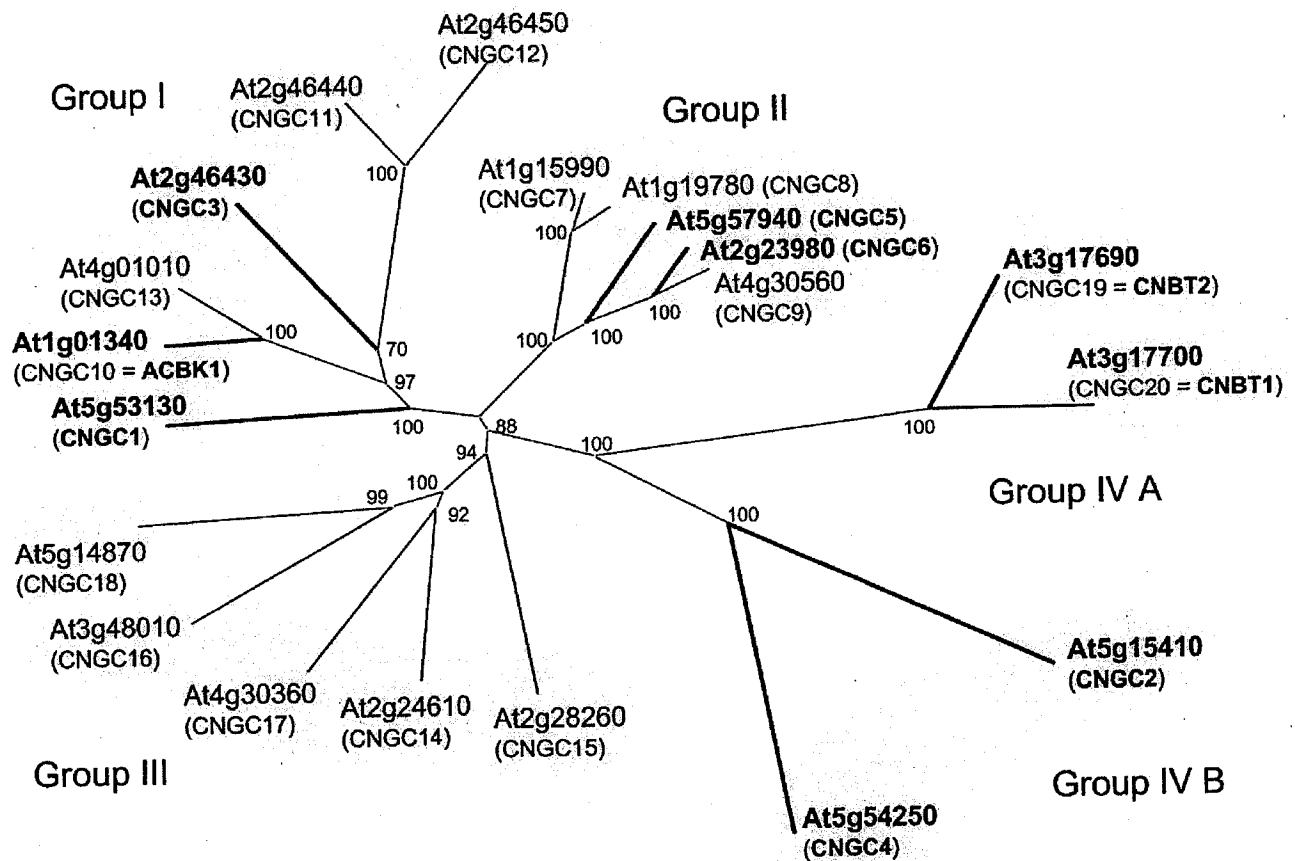 At2g46450
(CNGC12)
Group I
At2g46440
(CNGC11)
Group II
100
At2g46430
(CNGC3)
At1g15990
(CNGC7)
At1g19780 (CNGC8)
100
At5g57940 (CNGC5)
At2g23980 (CNGC6)
At4g30560
(CNGC9)
At4g01010
(CNGC13)
At3g17690
(CNGC19 = CNBT2)
100
100
100
100
At1g01340
(CNGC10 = ACBK1)
70
97
At3g17700
(CNGC20 = CNBT1)
At5g53130
(CNGC1)
100
88
100
100
94
Group IV A
100
99
92
100
At5g14870
(CNGC18)
At3g48010
(CNGC16)
At4g30360
(CNGC17)
At2g24610
(CNGC14)
At2g28260
(CNGC15)
At5g15410
(CNGC2)
Group III
Group IV B
At5g54250
(CNGC4)